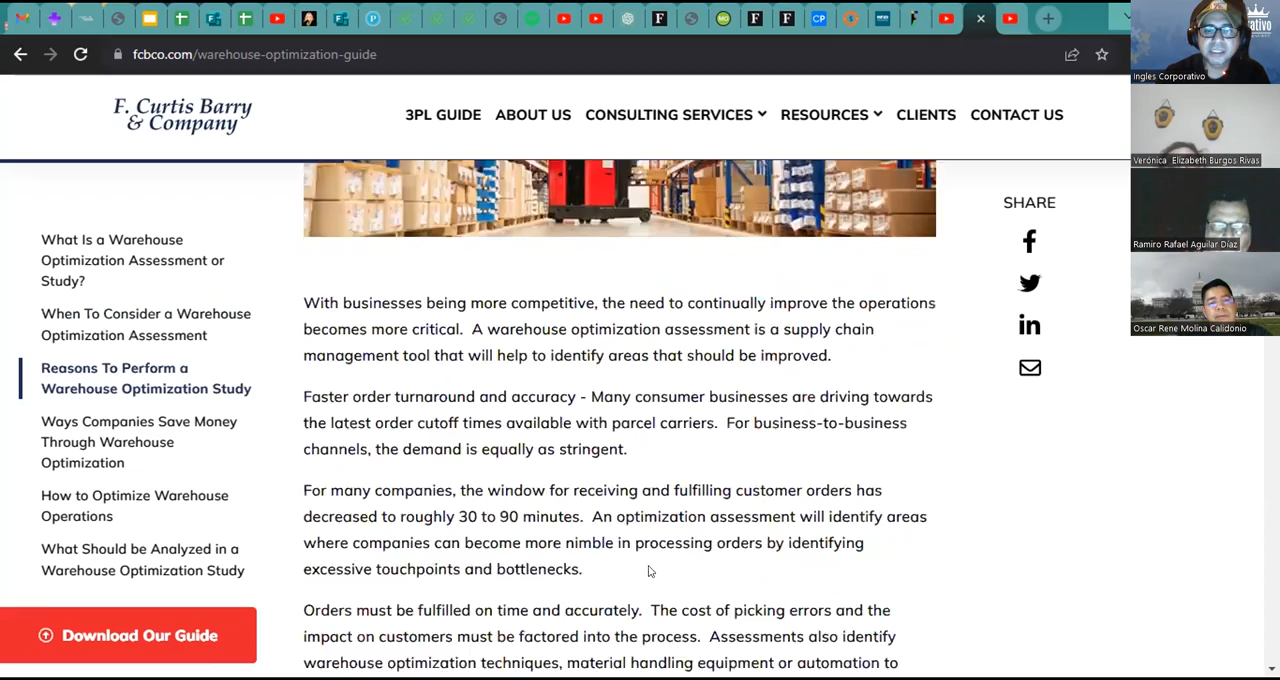 fcbco.com/warehouse-optimization-guide
F. Curtis Barry
& Company
3PL GUIDE
ABOUT US
CONSULTING SERVICES
RESOURCES
CLIENTS
CONTACT US
What Is a Warehouse
Optimization Assessment or
Study?
When To Consider a Warehouse
Optimization Assessment
Reasons To Perform a
Warehouse Optimization Study
Ways Companies Save Money
Through Warehouse
Optimization
How to Optimize Warehouse
Operations
What Should be Analyzed in a
Warehouse Optimization Study
Download Our Guide
With businesses being more competitive, the need to continually improve the operations
becomes more critical. A warehouse optimization assessment is a supply chain
management tool that will help to identify areas that should be improved.
Faster order turnaround and accuracy - Many consumer businesses are driving towards
the latest order cutoff times available with parcel carriers. For business-to-business
channels, the demand is equally as stringent.
For many companies, the window for receiving and fulfilling customer orders has
decreased to roughly 30 to 90 minutes. An optimization assessment will identify areas
where companies can become more nimble in processing orders by identifying
excessive touchpoints and bottlenecks.
Orders must be fulfilled on time and accurately. The cost of picking errors and the
impact on customers must be factored into the process. Assessments also identify
warehouse optimization techniques, material handling equipment or automation to
SHARE
Ingles Corporativo
Verónica Elizabeth Burgos Rivas
Ramiro Rafael Aguilar Díaz
Oscar Rene Molina Calidonio